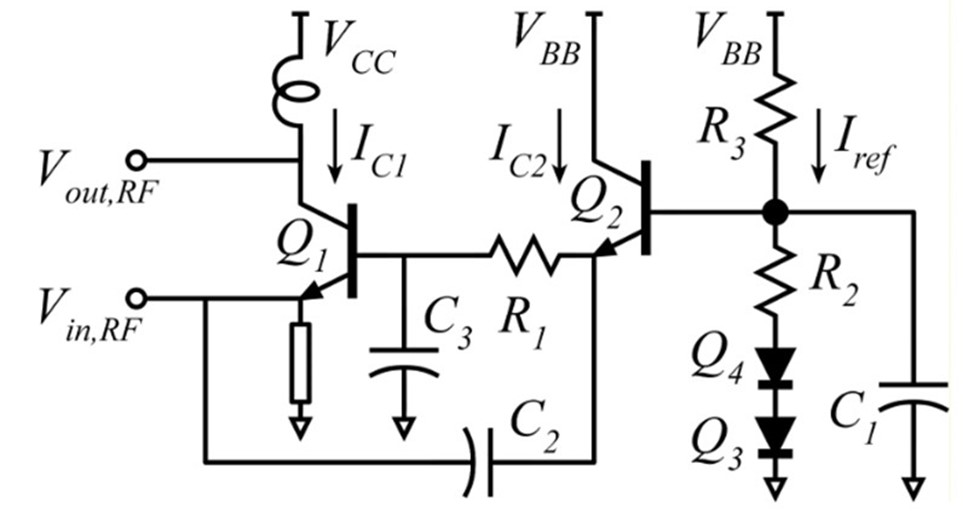 V_CC
V_BB
V_BB
R_3
I_ref
I_C1
I_C2
V_out,RF
Q_2
Q_1
R_2
V_in,RF
C_3
R_1
Q_4
C_2
C_1
Q_3